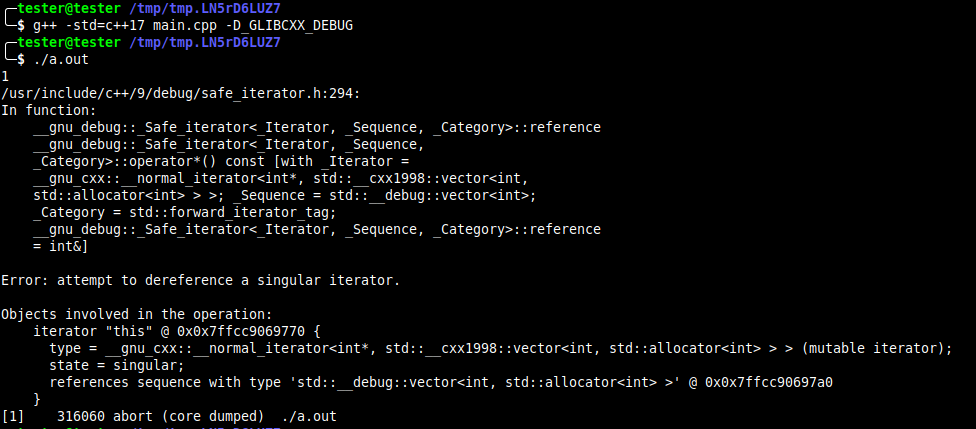 tester@tester /tmp/tmp.LN5rD6LUZ7
$ g++ -std=c++17 main.cpp -D_GLIBCXX_DEBUG
tester@tester /tmp/tmp.LN5rD6LUZ7
$ ./a.out
1
/usr/include/c++/9/debug/safe_iterator.h:294:
In function:
    __gnu_debug::_Safe_iterator<_Iterator, _Sequence, _Category>::reference
    __gnu_debug::_Safe_iterator<_Iterator, _Sequence,
    _Category>::operator*() const [with _Iterator =
    __gnu_cxx::__normal_iterator<int*, std::__cxx1998::vector<int,
    std::allocator<int> > >; _Sequence = std::__debug::vector<int>;
    _Category = std::forward_iterator_tag;
    __gnu_debug::_Safe_iterator<_Iterator, _Sequence, _Category>::reference
    = int&]
Error: attempt to dereference a singular iterator.
Objects involved in the operation:
    iterator "this" @ 0x0x7ffcc9069770 {
      type = __gnu_cxx::__normal_iterator<int*, std::__cxx1998::vector<int, std::allocator<int> > > (mutable iterator);
      state = singular;
      references sequence with type 'std::__debug::vector<int, std::allocator<int> >' @ 0x0x7ffcc90697a0
    }
[1]    316060 abort (core dumped)  ./a.out